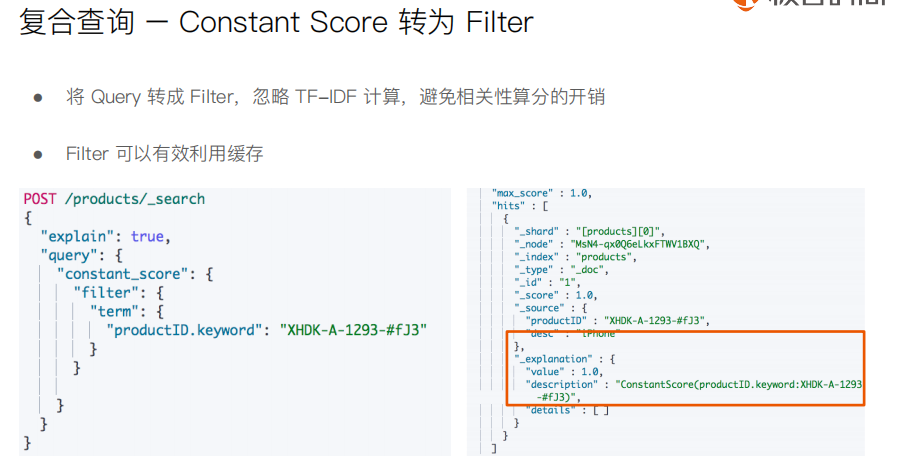 复合查询 － Constant Score 转为 Filter
● 将 Query 转成 Filter，忽略 TF-IDF 计算，避免相关性算分的开销
● Filter 可以有效利用缓存
POST /products/_search
{
"explain": true,
"query": {
"constant_score": {
"filter": {
"term": {
"productID.keyword": "XHDK-A-1293-#fJ3"
}
}
}
}
}
"max_score" : 1.0,
"hits" : [
{
"_shard" : "[products][0]",
"_node" : "MsN4-qx0Q6eLkxFTWV1BXQ",
"_index" : "products",
"_type" : "_doc",
"_id" : "1",
"_score" : 1.0,
"_source" : {
"productID" : "XHDK-A-1293-#fJ3",
"desc" : "iPhone"
},
"_explanation" : {
"value" : 1.0,
"description" : "ConstantScore(productID.keyword:XHDK-A-1293
-#fJ3)",
"details" : [ ]
}
}
]